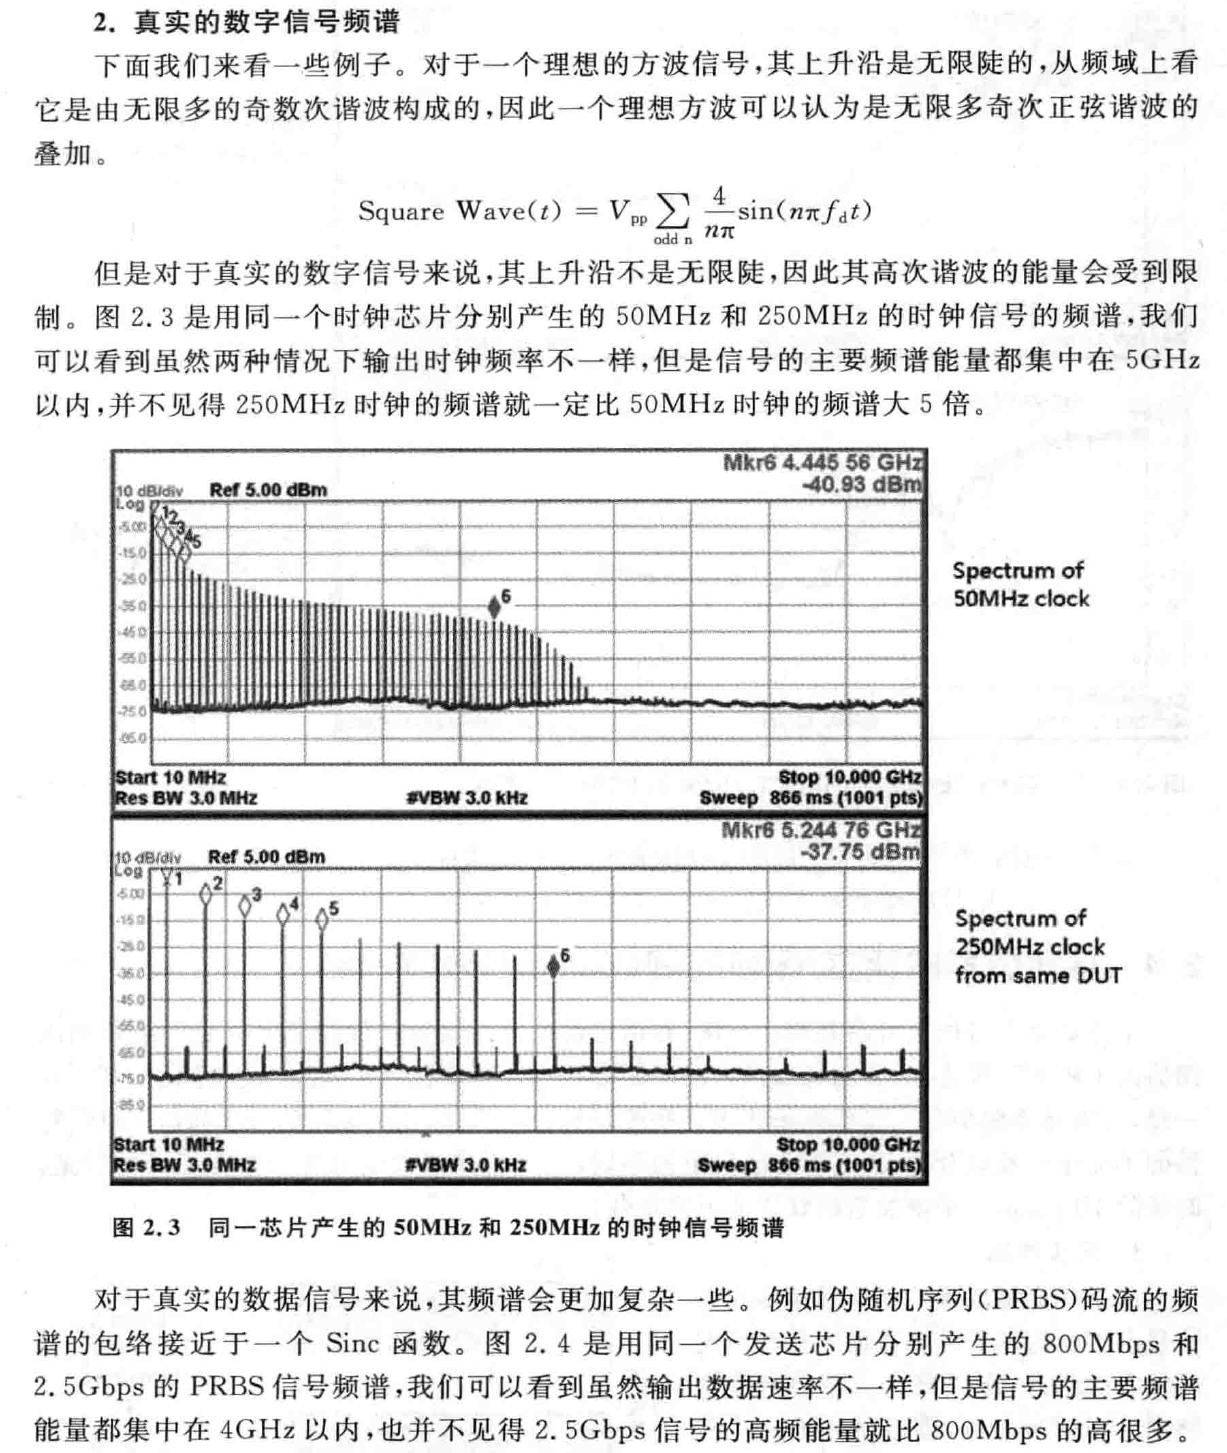 2. 真实的数字信号频谱
下面我们来看一些例子。对于一个理想的方波信号,其上升沿是无限陡的,从频域上看
它是由无限多的奇数次谐波构成的,因此一个理想方波可以认为是无限多奇次正弦谐波的
叠加。
Square Wave(t) = Vpp ∑ odd n 4/nπ sin(nπfdt)
但是对于真实的数字信号来说,其上升沿不是无限陡,因此其高次谐波的能量会受到限
制。图 2.3 是用同一个时钟芯片分别产生的 50MHz 和 250MHz 的时钟信号的频谱,我们
可以看到虽然两种情况下输出时钟频率不一样,但是信号的主要频谱能量都集中在 5GHz
以内,并不见得 250MHz 时钟的频谱就一定比 50MHz 时钟的频谱大 5 倍。
Mkr6 4.445 56 GHz
10 dB/div Ref 5.00 dBm -40.93 dBm
Log
1 2 3 4 5
-5.00
-15.0
-25.0
-35.0
6
-45.0
-55.0
-65.0
-75.0
-85.0
Spectrum of
50MHz clock
Start 10 MHz Stop 10.000 GHz
Res BW 3.0 MHz #VBW 3.0 kHz Sweep 866 ms (1001 pts)
Mkr6 5.244 76 GHz
10 dB/div Ref 5.00 dBm -37.75 dBm
Log
1 2 3 4 5
-5.00
-15.0
-25.0
6
-35.0
-45.0
-55.0
-65.0
-75.0
-85.0
Spectrum of
250MHz clock
from same DUT
Start 10 MHz Stop 10.000 GHz
Res BW 3.0 MHz #VBW 3.0 kHz Sweep 866 ms (1001 pts)
图 2.3 同一芯片产生的 50MHz 和 250MHz 的时钟信号频谱
对于真实的数据信号来说,其频谱会更加复杂一些。例如伪随机序列(PRBS)码流的频
谱的包络接近于一个 Sinc 函数。图 2.4 是用同一个发送芯片分别产生的 800Mbps 和
2.5Gbps 的 PRBS 信号频谱,我们可以看到虽然输出数据速率不一样,但是信号的主要频谱
能量都集中在 4GHz 以内,也并不见得 2.5Gbps 信号的高频能量就比 800Mbps 的高很多。